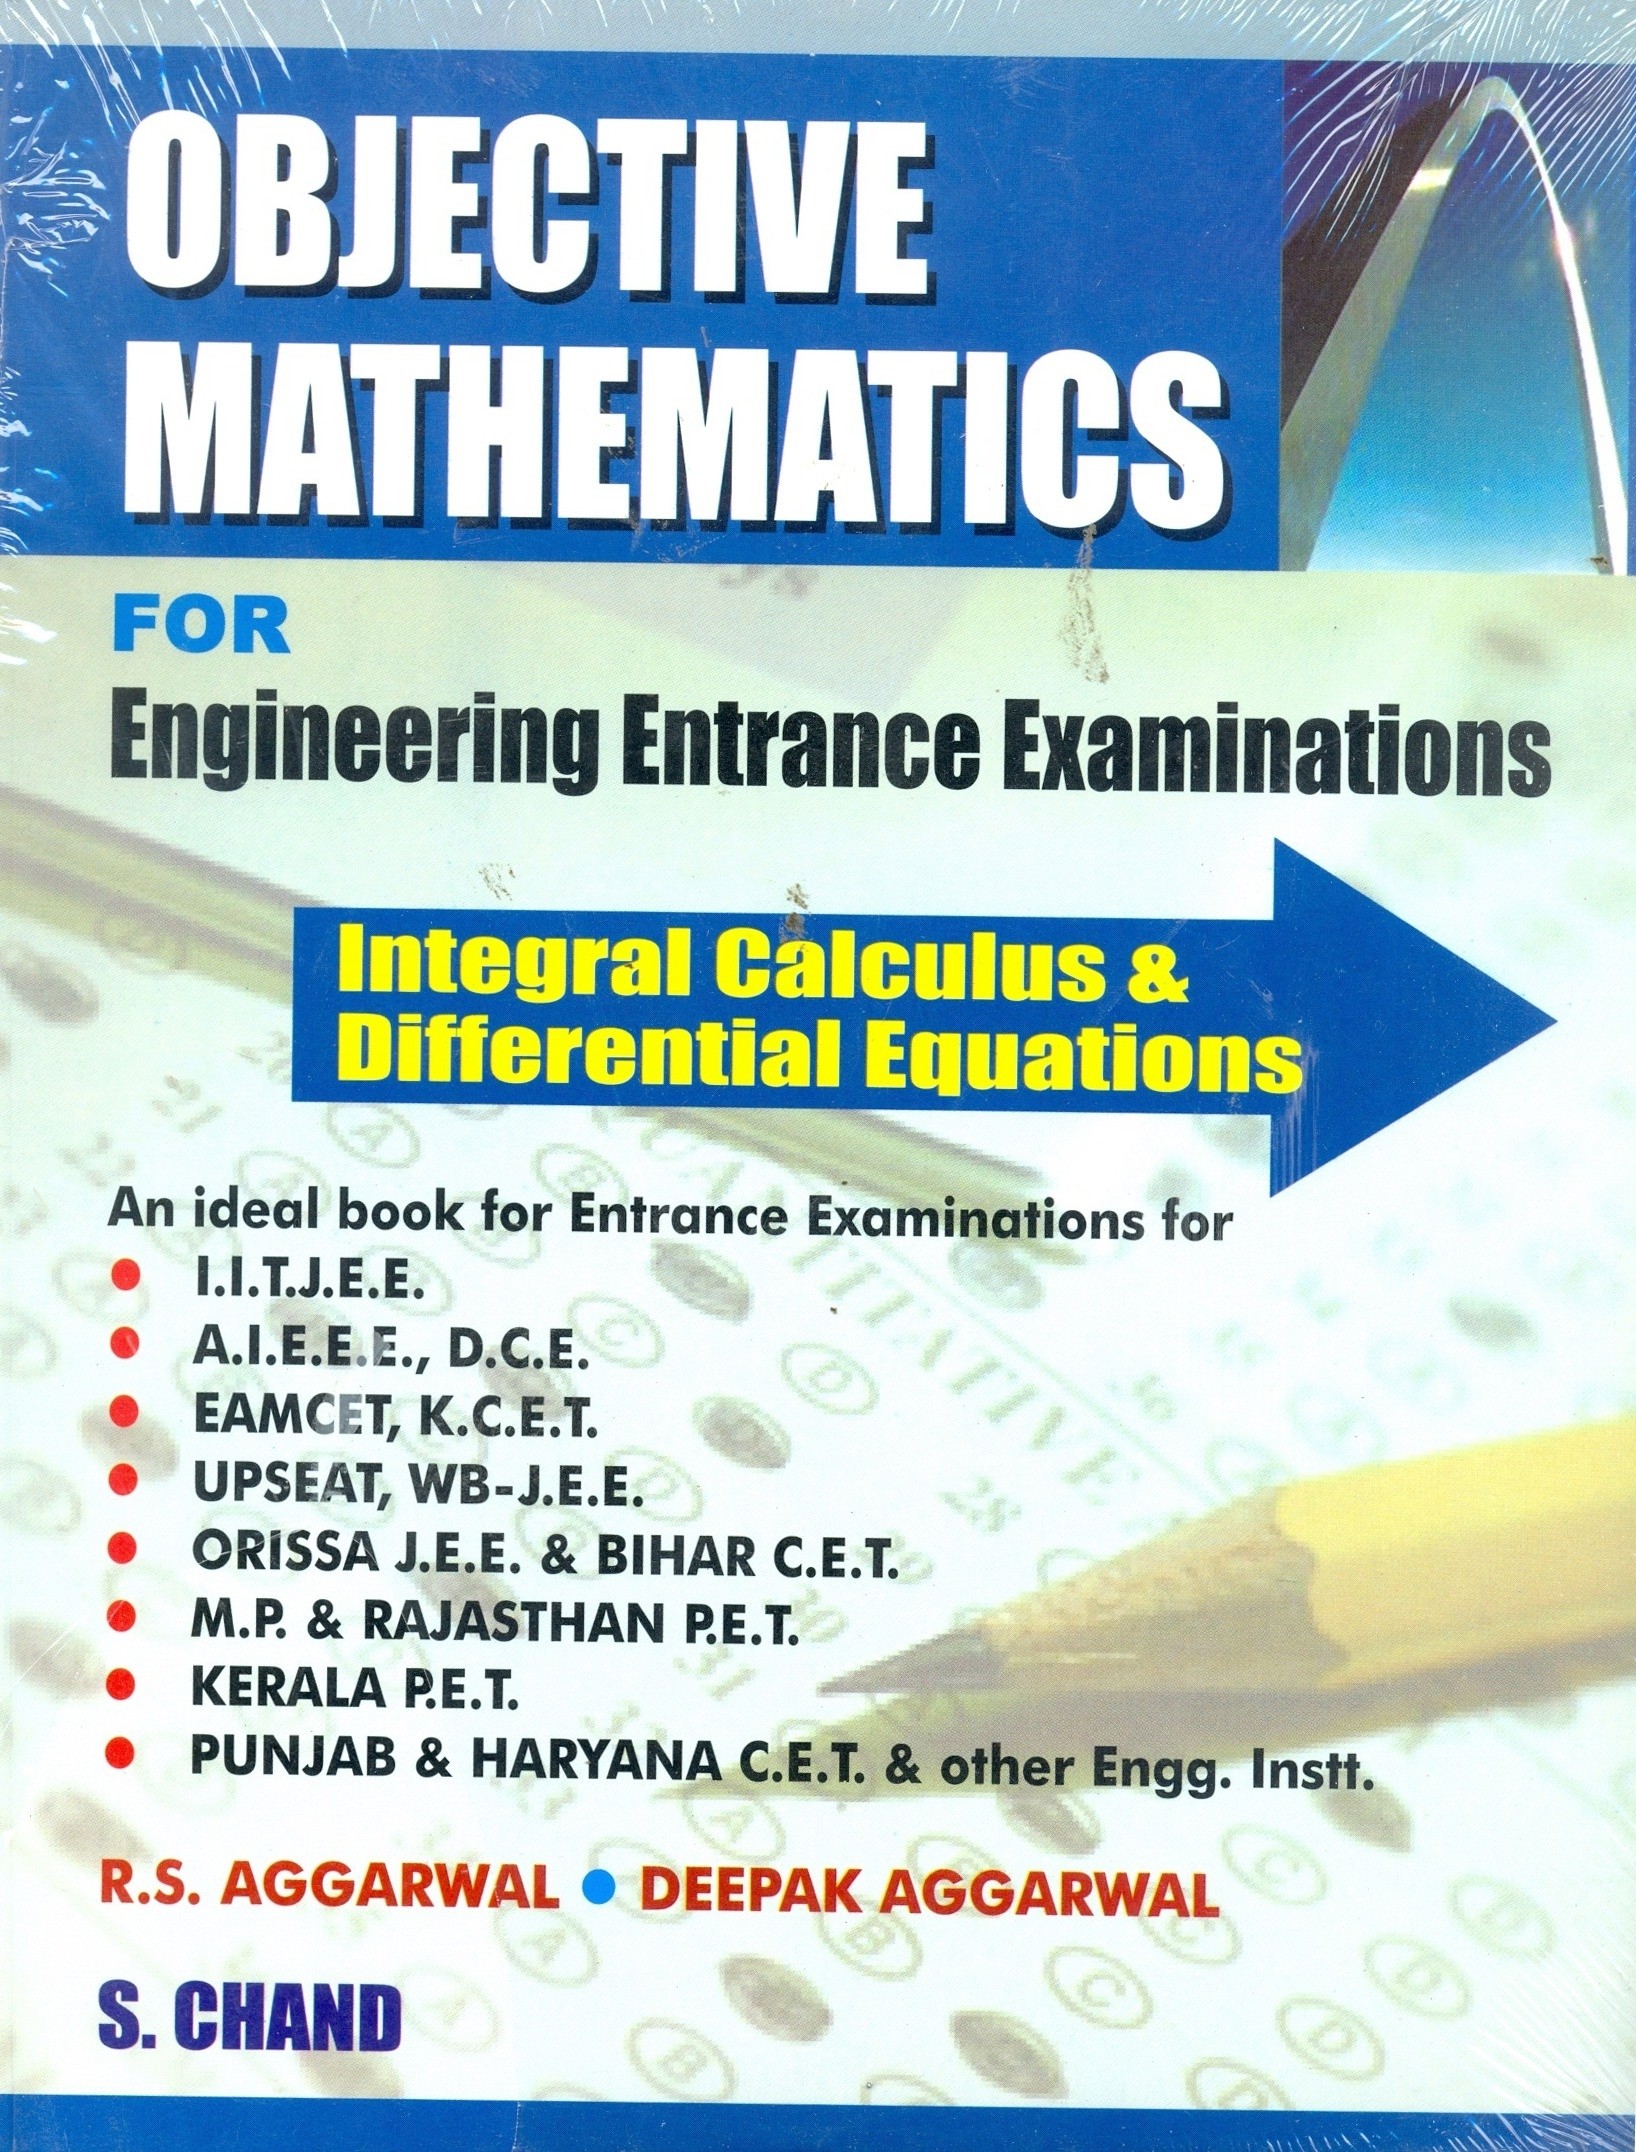 OBJECTIVE
MATHEMATICS
FOR
Engineering Entrance Examinations
Integral Calculus &
Differential Equations
An ideal book for Entrance Examinations for
• I.I.T.J.E.E.
• A.I.E.E.E., D.C.E.
• EAMCET, K.C.E.T.
• UPSEAT, WB-J.E.E.
• ORISSA J.E.E. & BIHAR C.E.T.
• M.P. & RAJASTHAN P.E.T.
• KERALA P.E.T.
• PUNJAB & HARYANA C.E.T. & other Engg. Instt.
R.S. AGGARWAL • DEEPAK AGGARWAL
S. CHAND